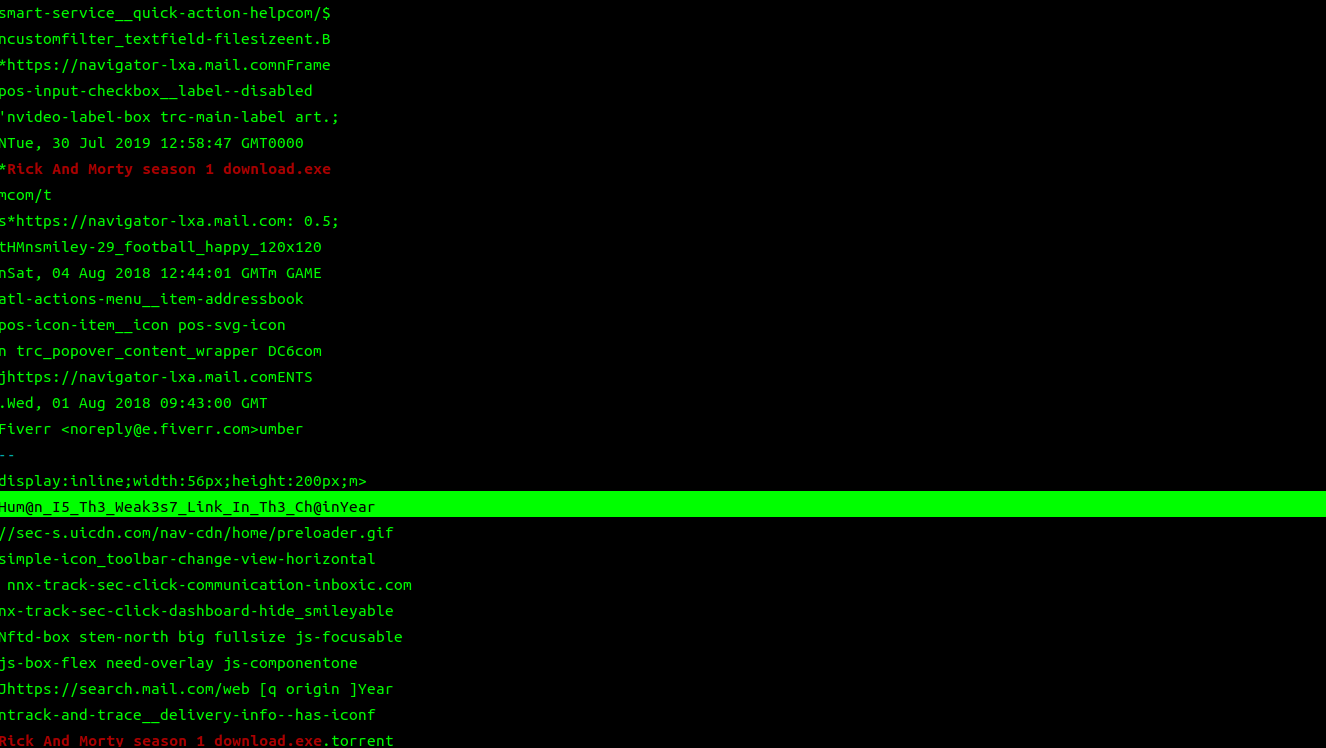 smart-service__quick-action-helpcom/$
ncustomfilter_textfield-filesizeent.B
*https://navigator-lxa.mail.comnFrame
pos-input-checkbox__label--disabled
'nvideo-label-box trc-main-label art.;
NTue, 30 Jul 2019 12:58:47 GMT0000
*Rick And Morty season 1 download.exe
mcom/t
s*https://navigator-lxa.mail.com: 0.5;
tHMnsmiley-29_football_happy_120x120
nSat, 04 Aug 2018 12:44:01 GMTm GAME
atl-actions-menu__item-addressbook
pos-icon-item__icon pos-svg-icon
n trc_popover_content_wrapper DC6com
jhttps://navigator-lxa.mail.comENTS
.Wed, 01 Aug 2018 09:43:00 GMT
Fiverr <noreply@e.fiverr.com>umber
--
display:inline;width:56px;height:200px;m>
Hum@n_I5_Th3_Weak3s7_Link_In_Th3_Ch@inYear
//sec-s.uicdn.com/nav-cdn/home/preloader.gif
simple-icon_toolbar-change-view-horizontal
 nnx-track-sec-click-communication-inboxic.com
nx-track-sec-click-dashboard-hide_smileyable
Nftd-box stem-north big fullsize js-focusable
js-box-flex need-overlay js-componentone
Jhttps://search.mail.com/web [q origin ]Year
ntrack-and-trace__delivery-info--has-iconf
Rick And Morty season 1 download.exe.torrent